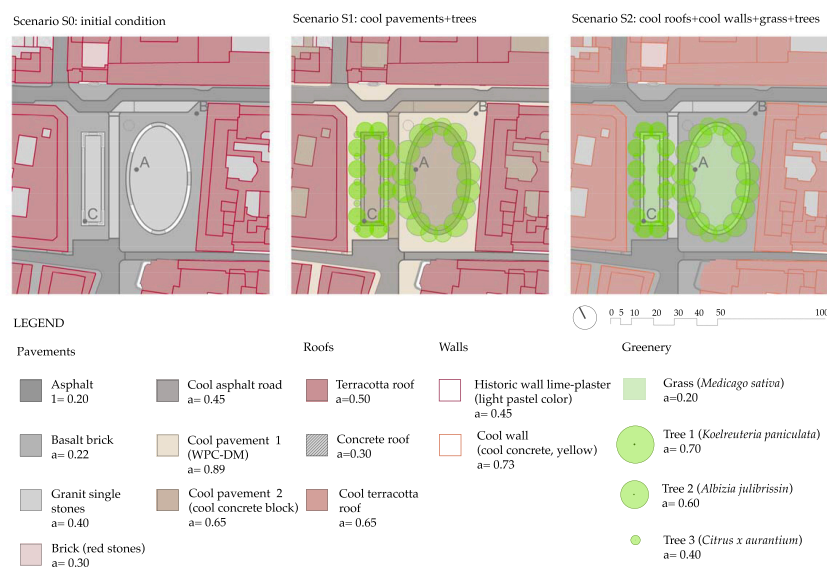 Scenario S0: initial condition
Scenario S1: cool pavements+trees
Scenario S2: cool roofs+cool walls+grass+trees
A
B
C
A
B
C
A
B
C
0 5 10 20 30 40 50 100
LEGEND
Pavements
Asphalt
1= 0.20
Basalt brick
a= 0.22
Granit single
stones
a= 0.40
Brick (red stones)
a= 0.30
Cool asphalt road
a= 0.45
Cool pavement 1
(WPC-DM)
a= 0.89
Cool pavement 2
(cool concrete block)
a= 0.65
Roofs
Terracotta roof
a=0.50
Concrete roof
a=0.30
Cool terracotta
roof
a= 0.65
Walls
Historic wall lime-plaster
(light pastel color)
a= 0.45
Cool wall
(cool concrete, yellow)
a= 0.73
Greenery
Grass (Medicago sativa)
a=0.20
Tree 1 (Koelreuteria paniculata)
a= 0.70
Tree 2 (Albizia julibrissin)
a= 0.60
Tree 3 (Citrus x aurantium)
a= 0.40